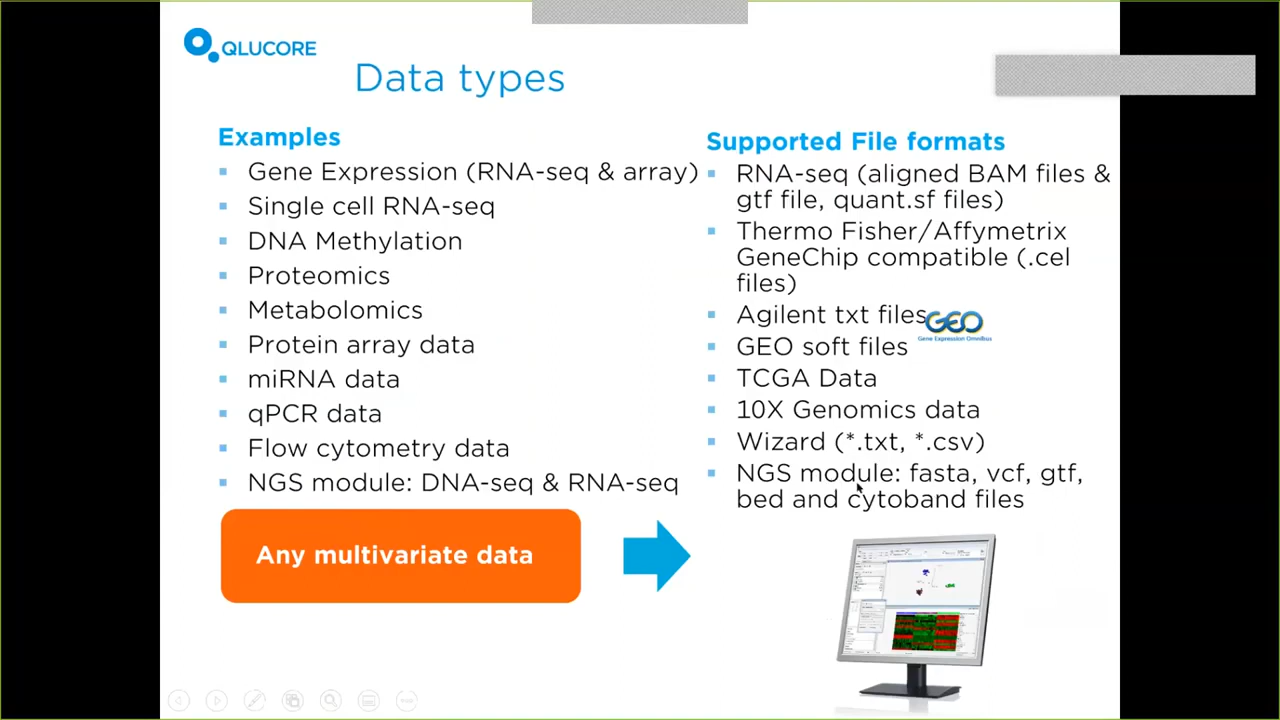 QLUCORE
Data types
Examples
Gene Expression (RNA-seq & array)
Single cell RNA-seq
DNA Methylation
Proteomics
Metabolomics
Protein array data
miRNA data
qPCR data
Flow cytometry data
NGS module: DNA-seq & RNA-seq
Any multivariate data
Supported File formats
RNA-seq (aligned BAM files &
gtf file, quant.sf files)
Thermo Fisher/Affymetrix
GeneChip compatible (.cel
files)
Agilent txt files
GEO
Gene Expression Omnibus
GEO soft files
TCGA Data
10X Genomics data
Wizard (*.txt, *.csv)
NGS module: fasta, vcf, gtf,
bed and cytoband files